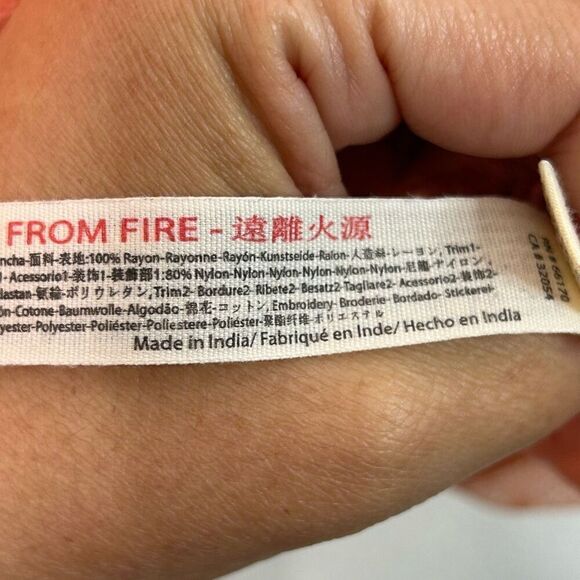 FROM FIRE - 遠離火源
ncha-面料-表地:100% Rayon-Rayonne-Rayón-Kunstseide-Raion-人造絲-レーヨン, Trim1-
1- Acessorio1-装饰1-装飾部1:80% Nylon-Nylon-Nylon-Nylon-Nylon-尼龍-ナイロン,
lastan-氨綸-ポリウレタン, Trim2- Bordure2- Ribete2- Besatz2-Tagliare2- Acessorio2- 装饰2-
ón-Cotone-Baumwolle-Algodão-棉花-コットン, Embroidery- Broderie- Bordado- Stickerei-
yester-Polyester-Poliéster-Poliestere-Poliéster-聚酯纤维-ポリエステル
Made in India/ Fabriqué en Inde/ Hecho en India
CA # 32054